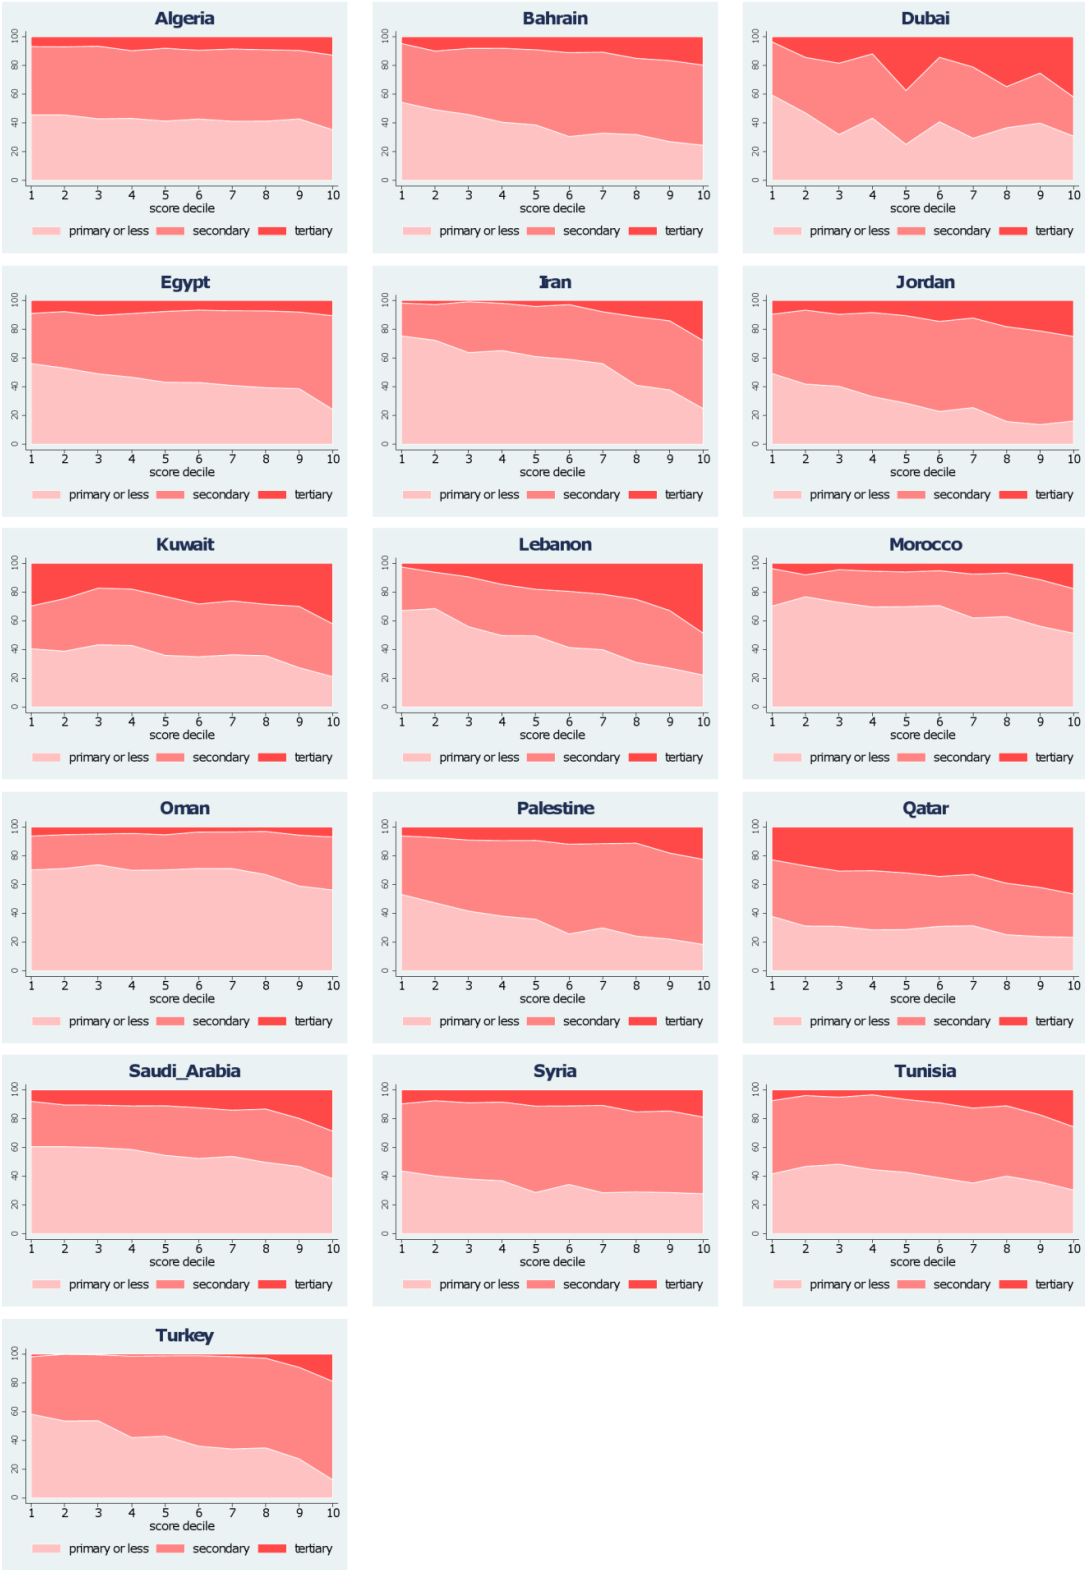 Algeria
0 20 40 60 80 100
1 2 3 4 5 6 7 8 9 10
score decile
primary or less secondary tertiary
Bahrain
0 20 40 60 80 100
1 2 3 4 5 6 7 8 9 10
score decile
primary or less secondary tertiary
Dubai
0 20 40 60 80 100
1 2 3 4 5 6 7 8 9 10
score decile
primary or less secondary tertiary
Egypt
0 20 40 60 80 100
1 2 3 4 5 6 7 8 9 10
score decile
primary or less secondary tertiary
Iran
0 20 40 60 80 100
1 2 3 4 5 6 7 8 9 10
score decile
primary or less secondary tertiary
Jordan
0 20 40 60 80 100
1 2 3 4 5 6 7 8 9 10
score decile
primary or less secondary tertiary
Kuwait
0 20 40 60 80 100
1 2 3 4 5 6 7 8 9 10
score decile
primary or less secondary tertiary
Lebanon
0 20 40 60 80 100
1 2 3 4 5 6 7 8 9 10
score decile
primary or less secondary tertiary
Morocco
0 20 40 60 80 100
1 2 3 4 5 6 7 8 9 10
score decile
primary or less secondary tertiary
Oman
0 20 40 60 80 100
1 2 3 4 5 6 7 8 9 10
score decile
primary or less secondary tertiary
Palestine
0 20 40 60 80 100
1 2 3 4 5 6 7 8 9 10
score decile
primary or less secondary tertiary
Qatar
0 20 40 60 80 100
1 2 3 4 5 6 7 8 9 10
score decile
primary or less secondary tertiary
Saudi_Arabia
0 20 40 60 80 100
1 2 3 4 5 6 7 8 9 10
score decile
primary or less secondary tertiary
Syria
0 20 40 60 80 100
1 2 3 4 5 6 7 8 9 10
score decile
primary or less secondary tertiary
Tunisia
0 20 40 60 80 100
1 2 3 4 5 6 7 8 9 10
score decile
primary or less secondary tertiary
Turkey
0 20 40 60 80 100
1 2 3 4 5 6 7 8 9 10
score decile
primary or less secondary tertiary